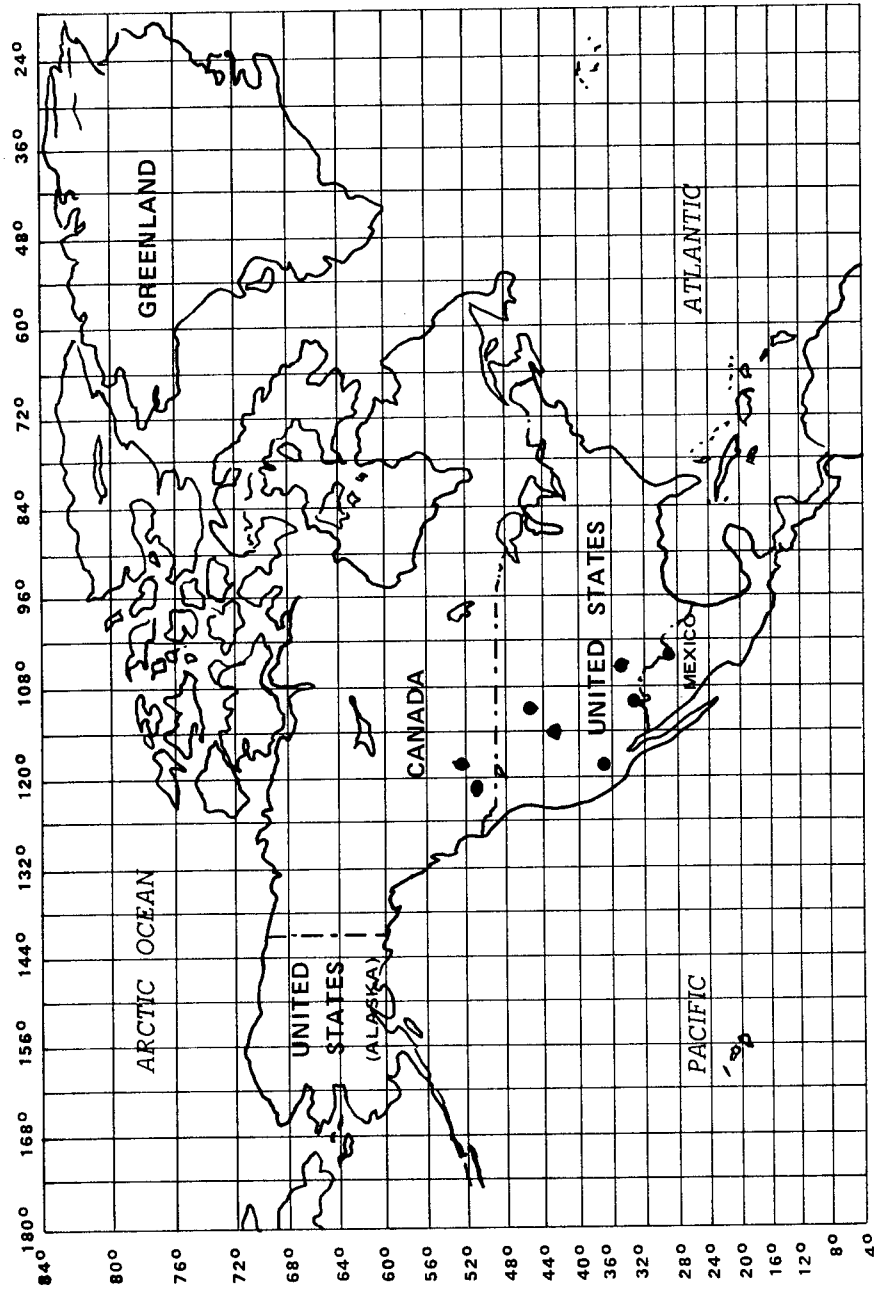 180° 168° 156° 144° 132° 120° 108° 96° 84° 72° 60° 48° 36° 24°
84°
80°
76°
72°
68°
64°
60°
56°
52°
48°
44°
40°
36°
32°
28°
24°
20°
16°
12°
8°
4°
ARCTIC OCEAN
GREENLAND
UNITED
STATES
(ALASKA)
CANADA
UNITED STATES
MEXICO
PACIFIC
ATLANTIC